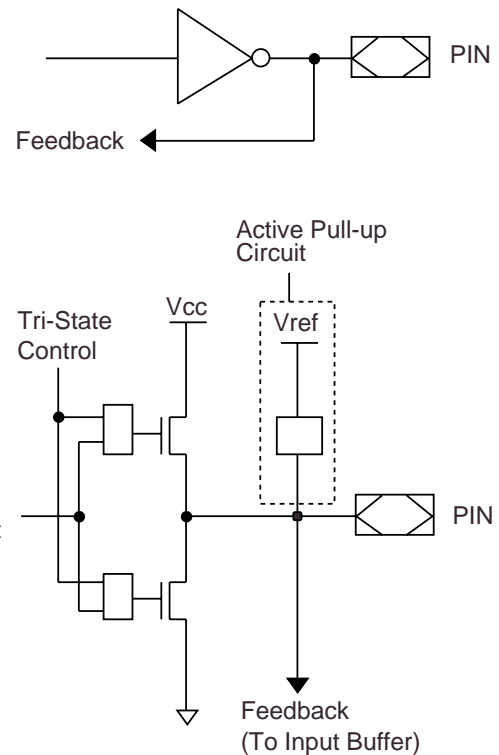 PIN
Feedback
Active Pull-up
Circuit
Tri-State
Control
Vcc
Vref
PIN
Feedback
(To Input Buffer)